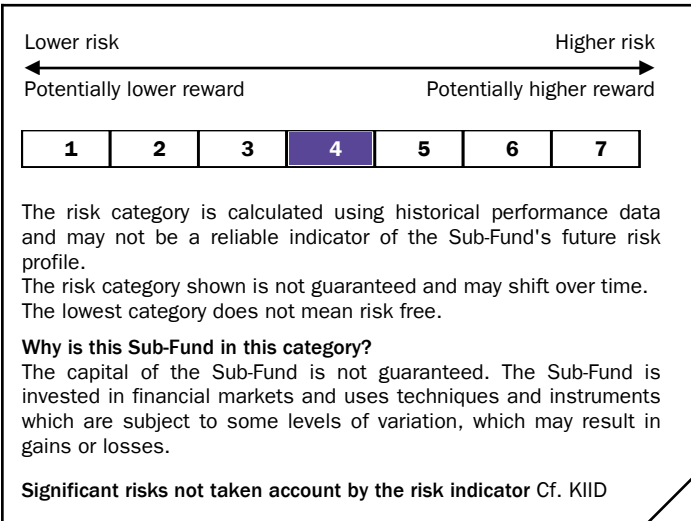 Lower risk Higher risk
Potentially lower reward Potentially higher reward
1 2 3 4 5 6 7
The risk category is calculated using historical performance data
and may not be a reliable indicator of the Sub-Fund's future risk
profile.
The risk category shown is not guaranteed and may shift over time.
The lowest category does not mean risk free.
Why is this Sub-Fund in this category?
The capital of the Sub-Fund is not guaranteed. The Sub-Fund is
invested in financial markets and uses techniques and instruments
which are subject to some levels of variation, which may result in
gains or losses.
Significant risks not taken account by the risk indicator Cf. KIID